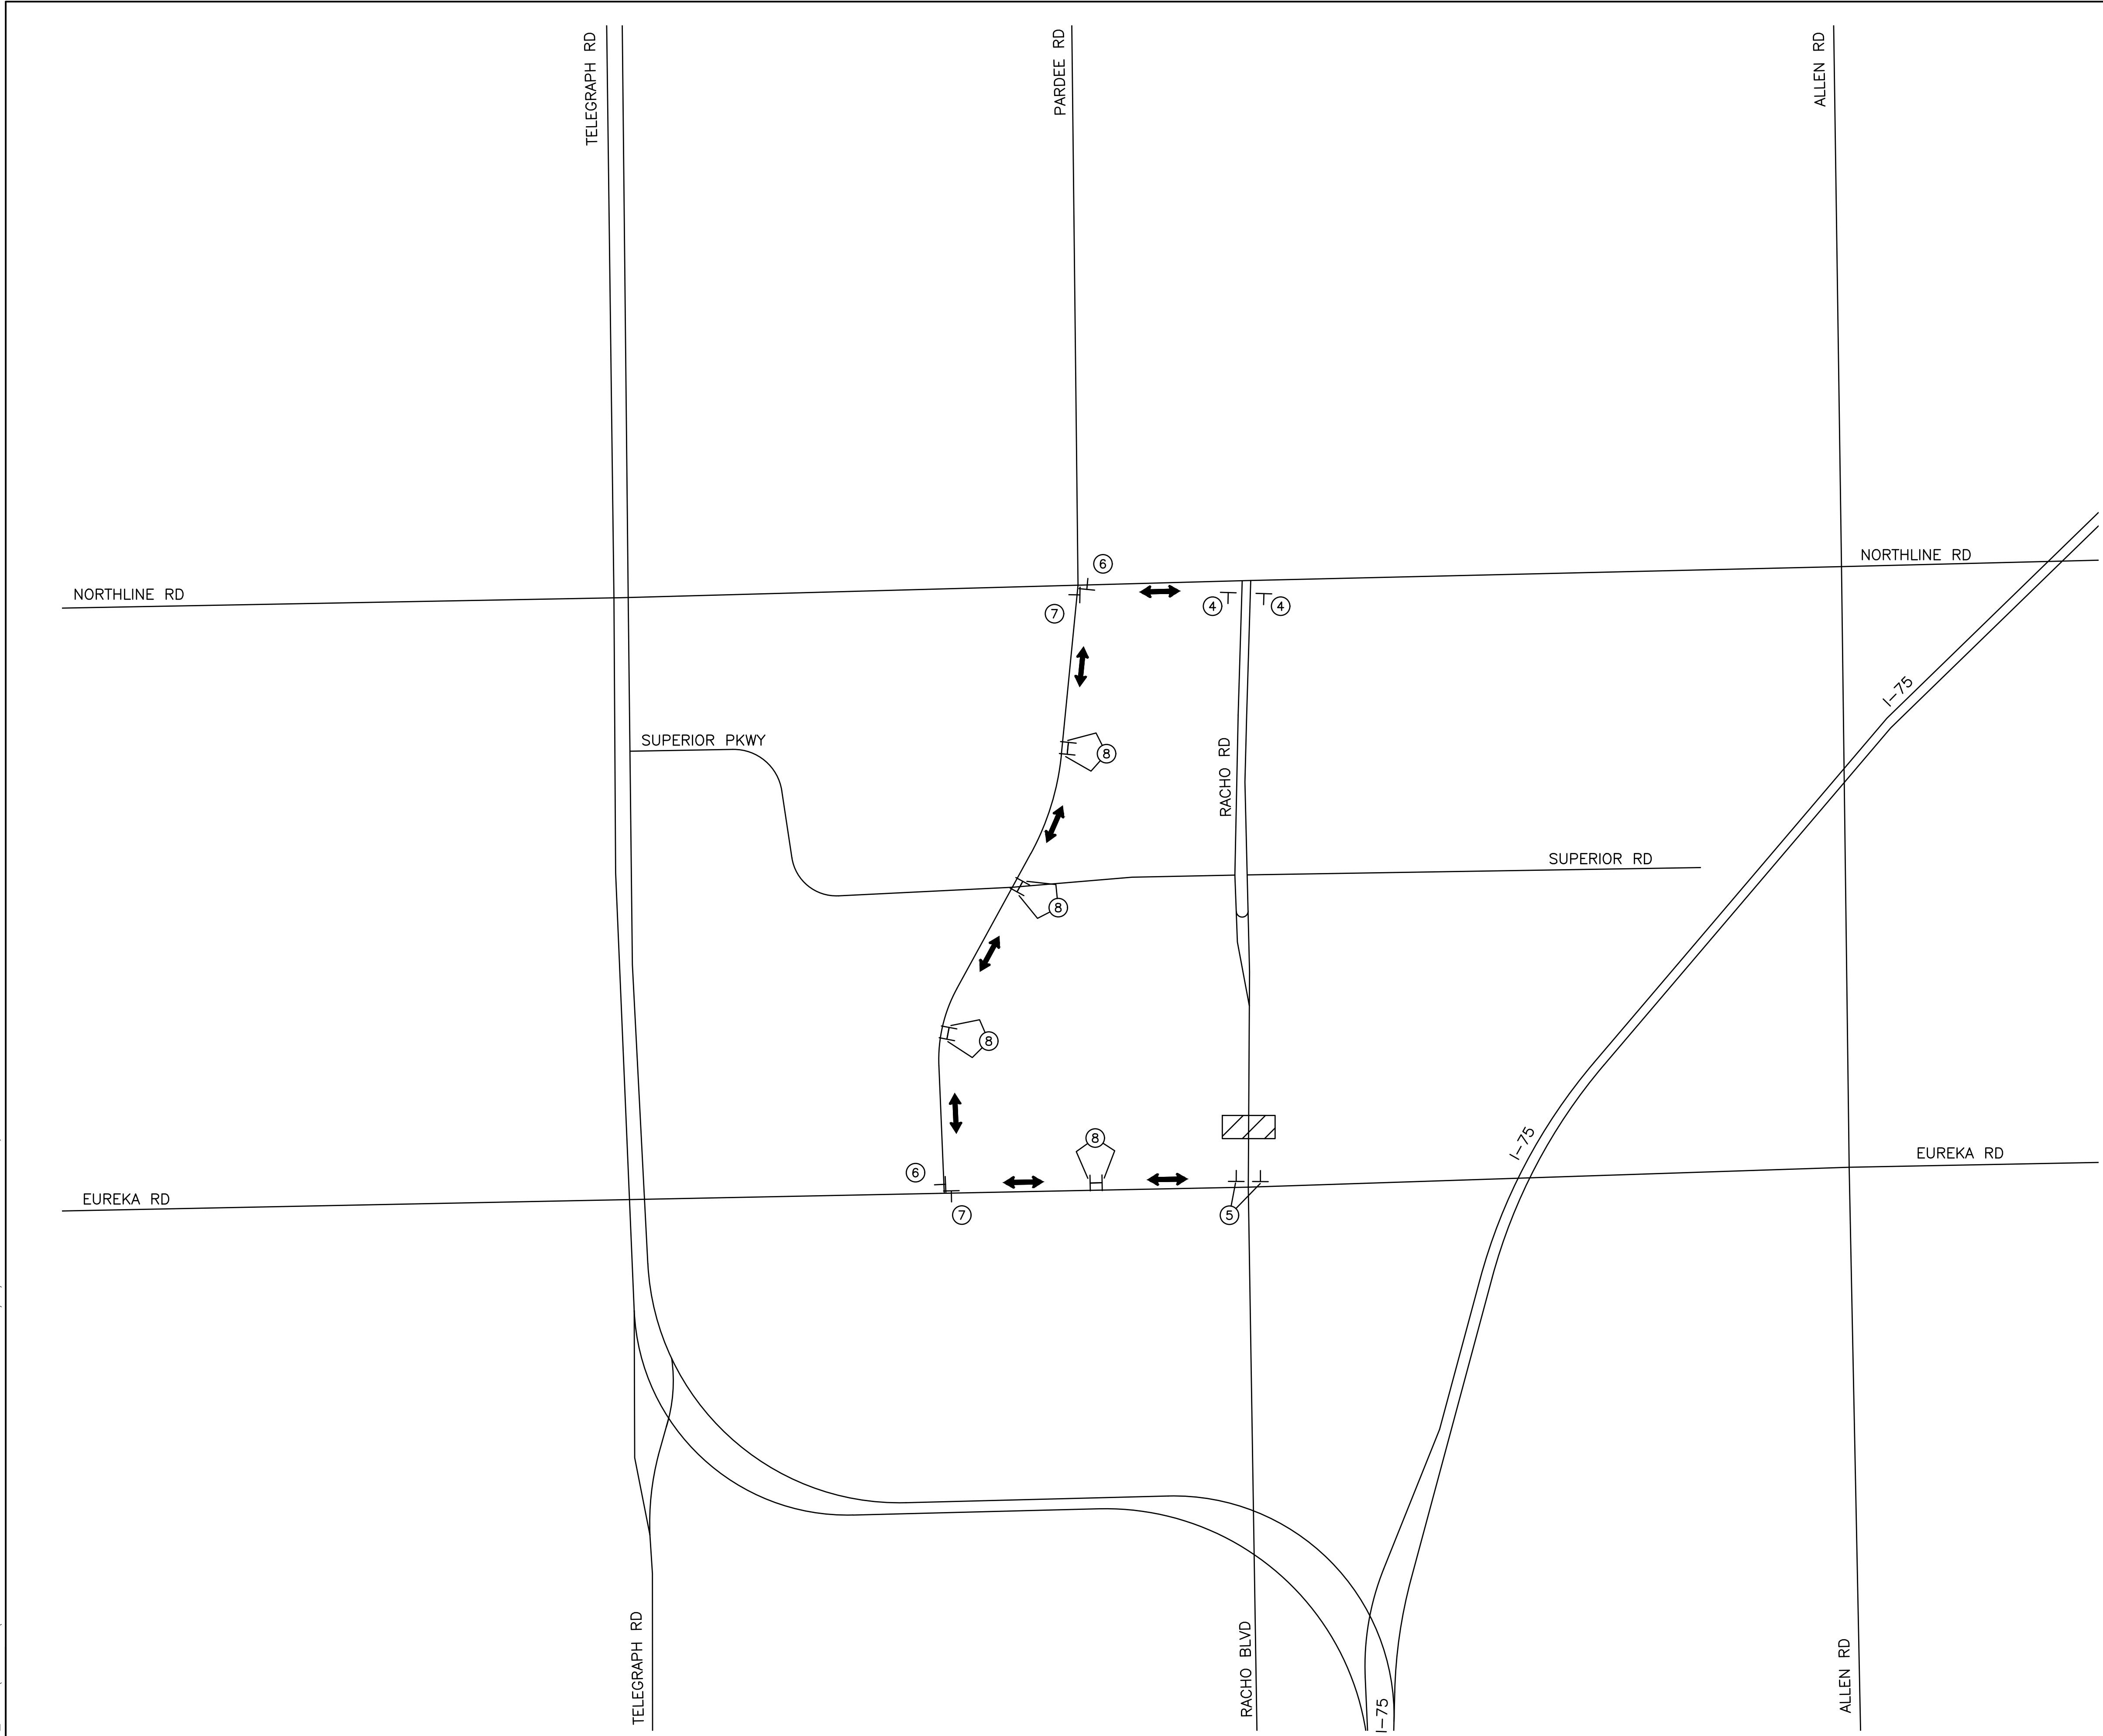 TELEGRAPH RD
PARDEE RD
ALLEN RD
NORTHLINE RD
6
NORTHLINE RD
7
4
4
I-75
SUPERIOR PKWY
8
RACHO RD
SUPERIOR RD
8
8
I-75
8
EUREKA RD
6
EUREKA RD
7
5
TELEGRAPH RD
RACHO BLVD
I-75
ALLEN RD